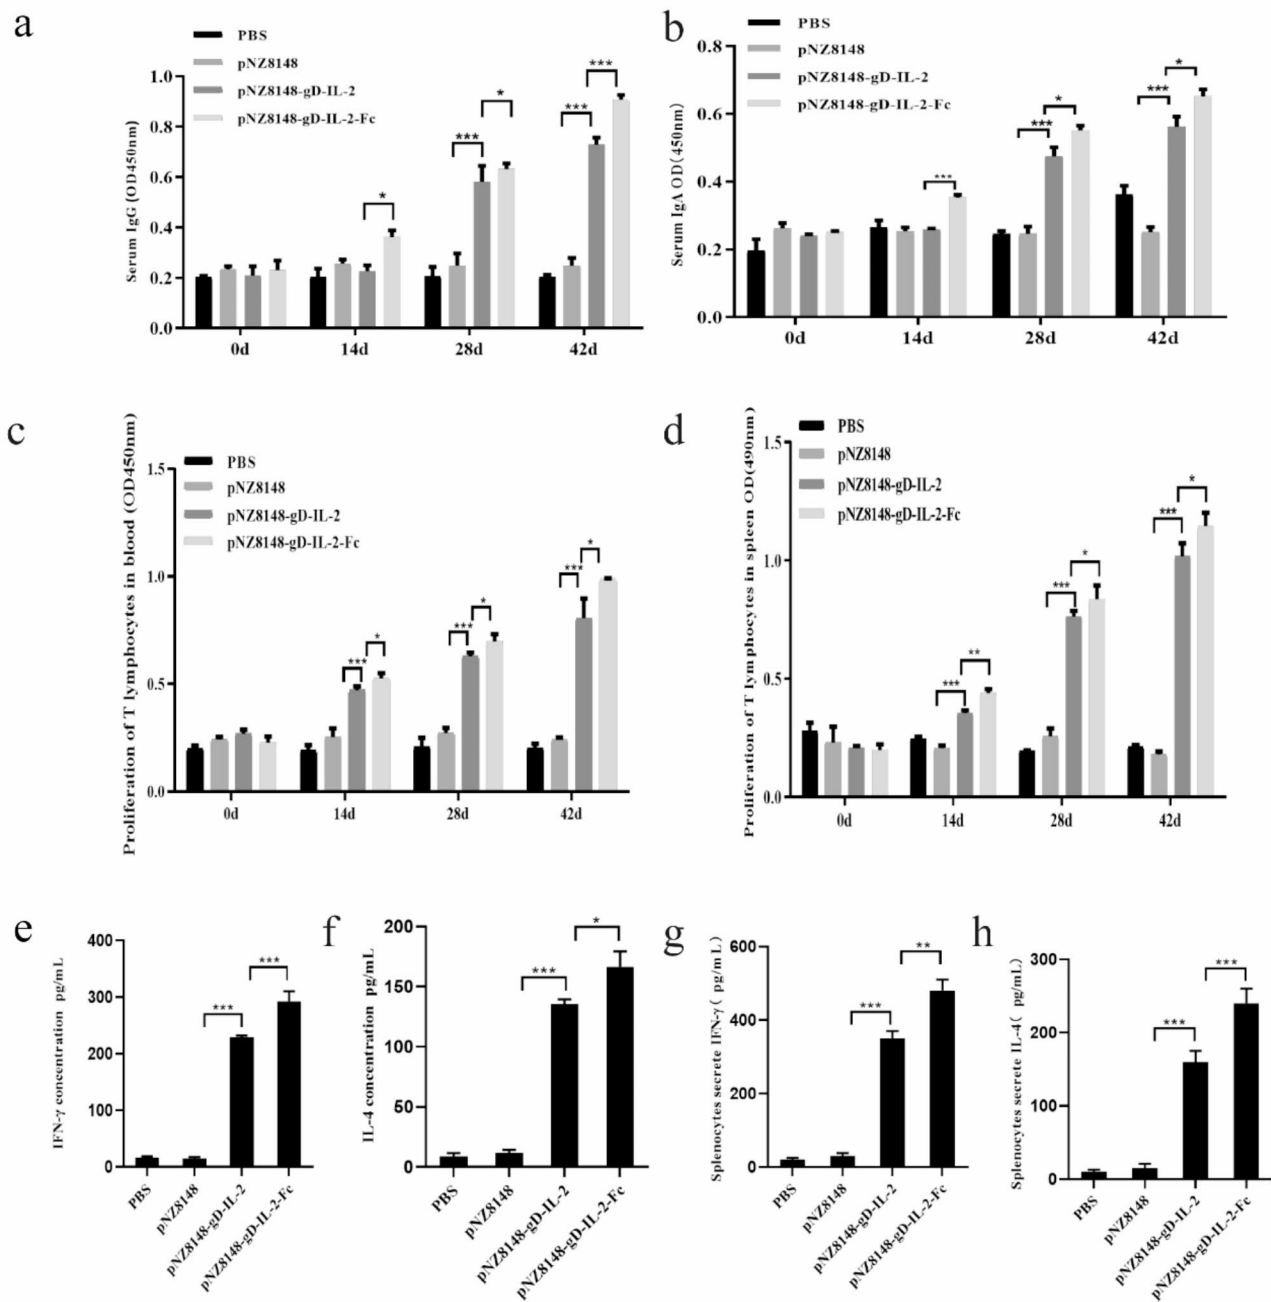 a
PBS
pNZ8148
pNZ8148-gD-IL-2
pNZ8148-gD-IL-2-Fc
Serum IgG (OD450nm)
1.0
0.8
0.6
0.4
0.2
0.0
*
***
*
***
***
0d
14d
28d
42d
b
PBS
pNZ8148
pNZ8148-gD-IL-2
pNZ8148-gD-IL-2-Fc
Serum IgA OD(450nm)
0.8
0.6
0.4
0.2
0.0
***
***
*
***
*
0d
14d
28d
42d
c
PBS
pNZ8148
pNZ8148-gD-IL-2
pNZ8148-gD-IL-2-Fc
Proliferation of T lymphocytes in blood (OD450nm)
1.5
1.0
0.5
0.0
***
*
***
*
***
*
0d
14d
28d
42d
d
PBS
pNZ8148
pNZ8148-gD-IL-2
pNZ8148-gD-IL-2-Fc
Proliferation of T lymphocytes in spleen OD(490nm)
1.5
1.0
0.5
0.0
***
**
***
*
***
*
0d
14d
28d
42d
e
IFN-γ concentration pg/mL
400
300
200
100
0
***
***
PBS
pNZ8148
pNZ8148-gD-IL-2
pNZ8148-gD-IL-2-Fc
f
IL-4 concentration pg/mL
200
150
100
50
0
***
*
PBS
pNZ8148
pNZ8148-gD-IL-2
pNZ8148-gD-IL-2-Fc
g
Splenocytes secrete IFN-γ( pg/mL)
600
400
200
0
***
**
PBS
pNZ8148
pNZ8148-gD-IL-2
pNZ8148-gD-IL-2-Fc
h
Splenocytes secrete IL-4( pg/mL)
300
200
100
0
***
***
PBS
pNZ8148
pNZ8148-gD-IL-2
pNZ8148-gD-IL-2-Fc